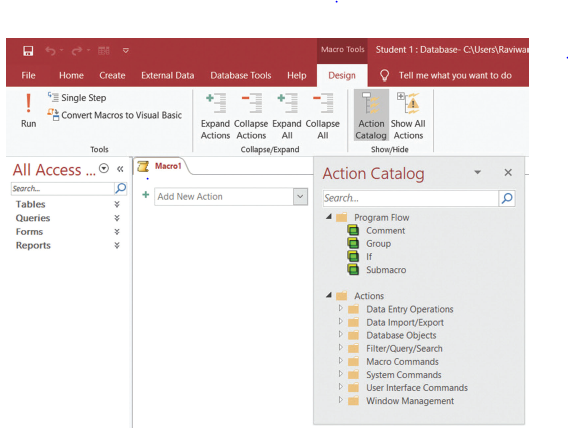 Macro Tools Student 1 : Database- C\Users\Raviwar
File Home Create External Data Database Tools Help Design Tell me what you want to do
Run
Single Step
Convert Macros to Visual Basic
Tools
Expand Actions
Collapse Actions
Expand All
Collapse All
Collapse/Expand
Action Catalog
Show All Actions
Show/Hide
All Access ...
Search...
Tables
Queries
Forms
Reports
Macro1
Add New Action
Action Catalog
Search...
Program Flow
Comment
Group
If
Submacro
Actions
Data Entry Operations
Data Import/Export
Database Objects
Filter/Query/Search
Macro Commands
System Commands
User Interface Commands
Window Management